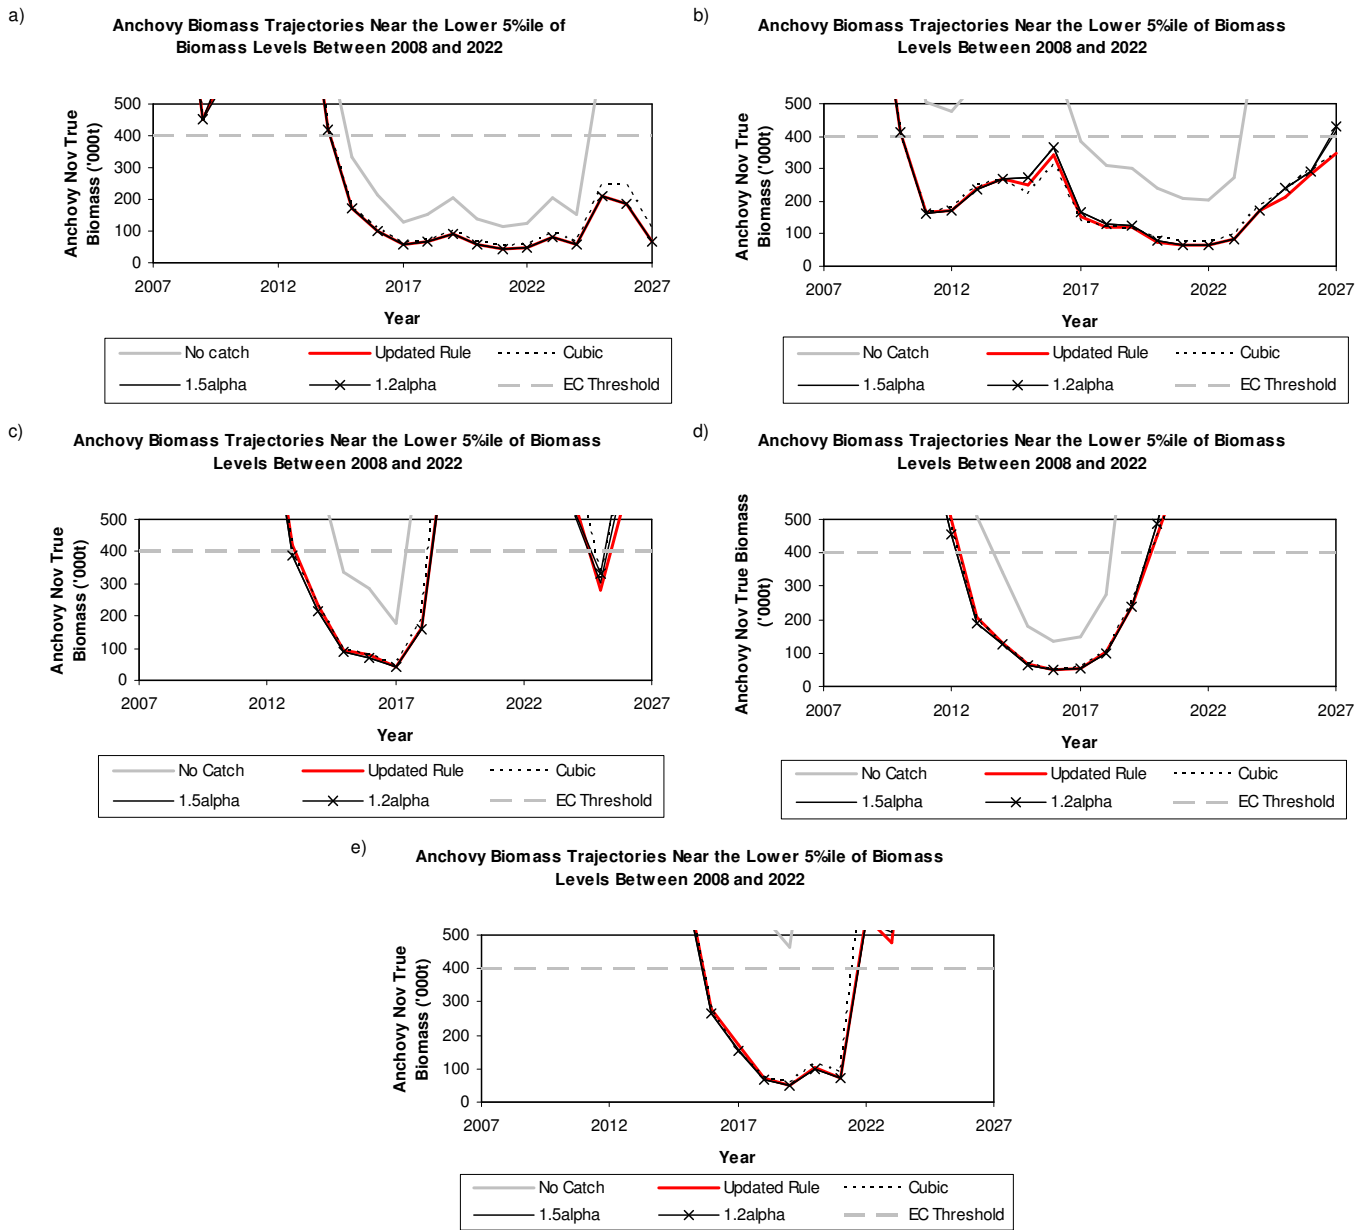 a)
Anchovy Biomass Trajectories Near the Lower 5%ile of
Biomass Levels Between 2008 and 2022
Anchovy Nov True
Biomass ('000t)
500
400
300
200
100
0
2007 2012 2017 2022 2027
Year
No catch Updated Rule Cubic
1.5alpha 1.2alpha EC Threshold
b)
Anchovy Biomass Trajectories Near the Lower 5%ile of Biomass
Levels Between 2008 and 2022
Anchovy Nov True
Biomass ('000t)
500
400
300
200
100
0
2007 2012 2017 2022 2027
Year
No Catch Updated Rule Cubic
1.5alpha 1.2alpha EC Threshold
c)
Anchovy Biomass Trajectories Near the Lower 5%ile of Biomass
Levels Between 2008 and 2022
Anchovy Nov True
Biomass ('000t)
500
400
300
200
100
0
2007 2012 2017 2022 2027
Year
No Catch Updated Rule Cubic
1.5alpha 1.2alpha EC Threshold
d)
Anchovy Biomass Trajectories Near the Lower 5%ile of Biomass
Levels Between 2008 and 2022
Anchovy Nov True Biomass
('000t)
500
400
300
200
100
0
2007 2012 2017 2022 2027
Year
No Catch Updated Rule Cubic
1.5alpha 1.2alpha EC Threshold
e)
Anchovy Biomass Trajectories Near the Lower 5%ile of Biomass
Levels Between 2008 and 2022
Anchovy Nov True
Biomass ('000t)
500
400
300
200
100
0
2007 2012 2017 2022 2027
Year
No Catch Updated Rule Cubic
1.5alpha 1.2alpha EC Threshold